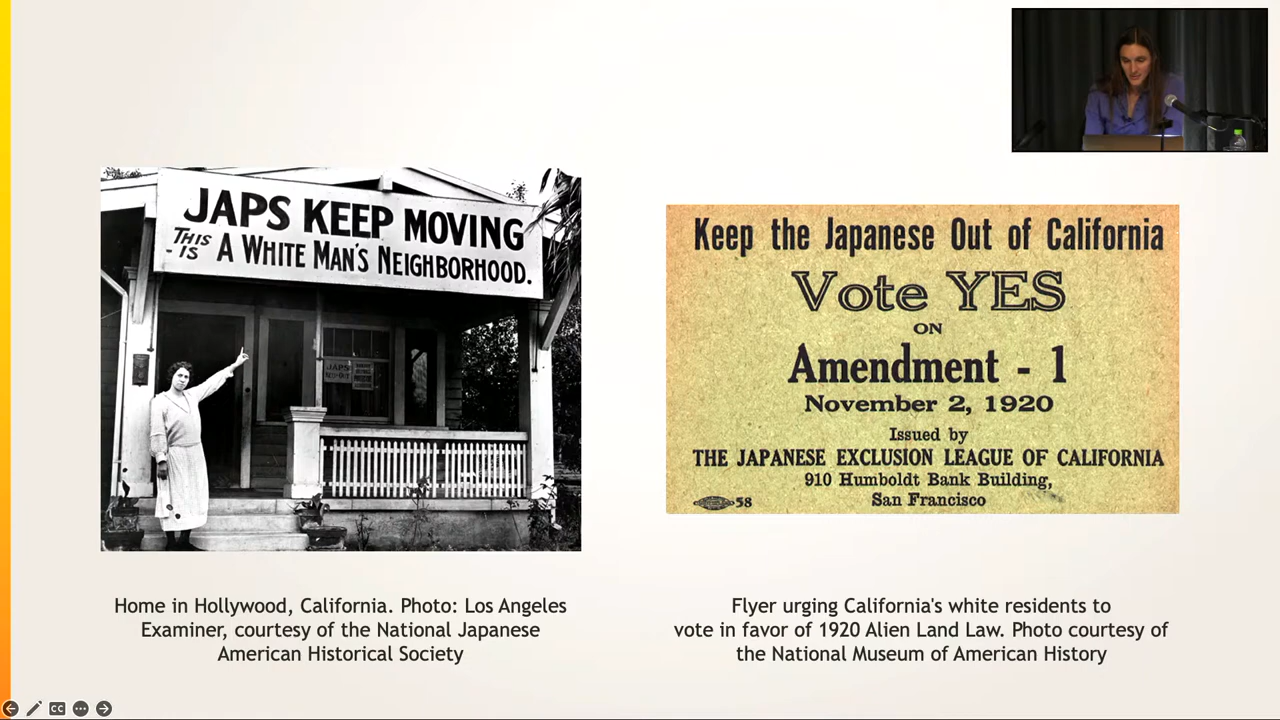 JAPS KEEP MOVING
THIS IS A WHITE MAN'S NEIGHBORHOOD.
JAPS
Keep the Japanese Out of California
Vote YES
ON
Amendment - 1
November 2, 1920
Issued by
THE JAPANESE EXCLUSION LEAGUE OF CALIFORNIA
910 Humboldt Bank Building,
San Francisco
58
Home in Hollywood, California. Photo: Los Angeles
Examiner, courtesy of the National Japanese
American Historical Society
Flyer urging California's white residents to
vote in favor of 1920 Alien Land Law. Photo courtesy of
the National Museum of American History
CC